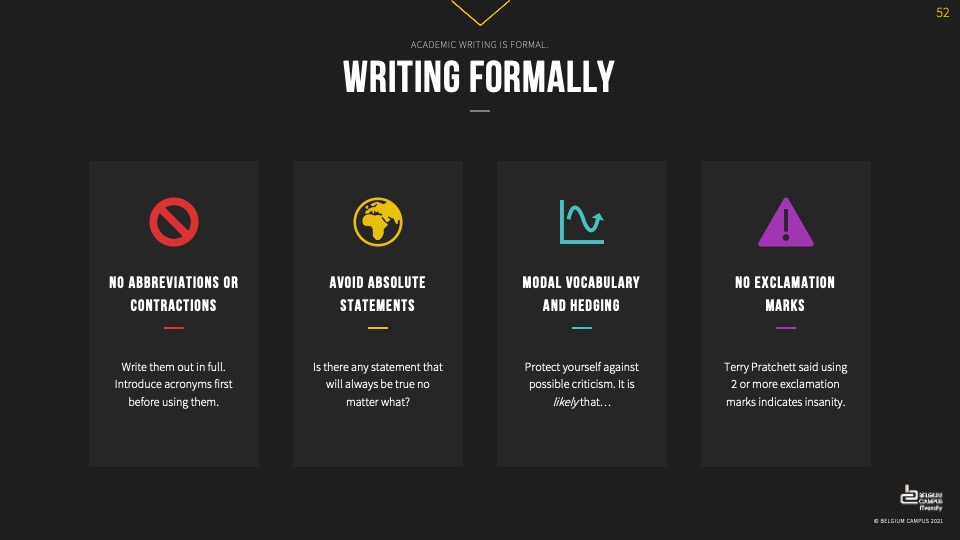 52
ACADEMIC WRITING IS FORMAL.
WRITING FORMALLY
NO ABBREVIATIONS OR
CONTRACTIONS
Write them out in full.
Introduce acronyms first
before using them.
AVOID ABSOLUTE
STATEMENTS
Is there any statement that
will always be true no
matter what?
MODAL VOCABULARY
AND HEDGING
Protect yourself against
possible criticism. It is
likely that…
NO EXCLAMATION
MARKS
Terry Pratchett said using
2 or more exclamation
marks indicates insanity.
BELGIUM
CAMPUS
ITversity
© BELGIUM CAMPUS 2021